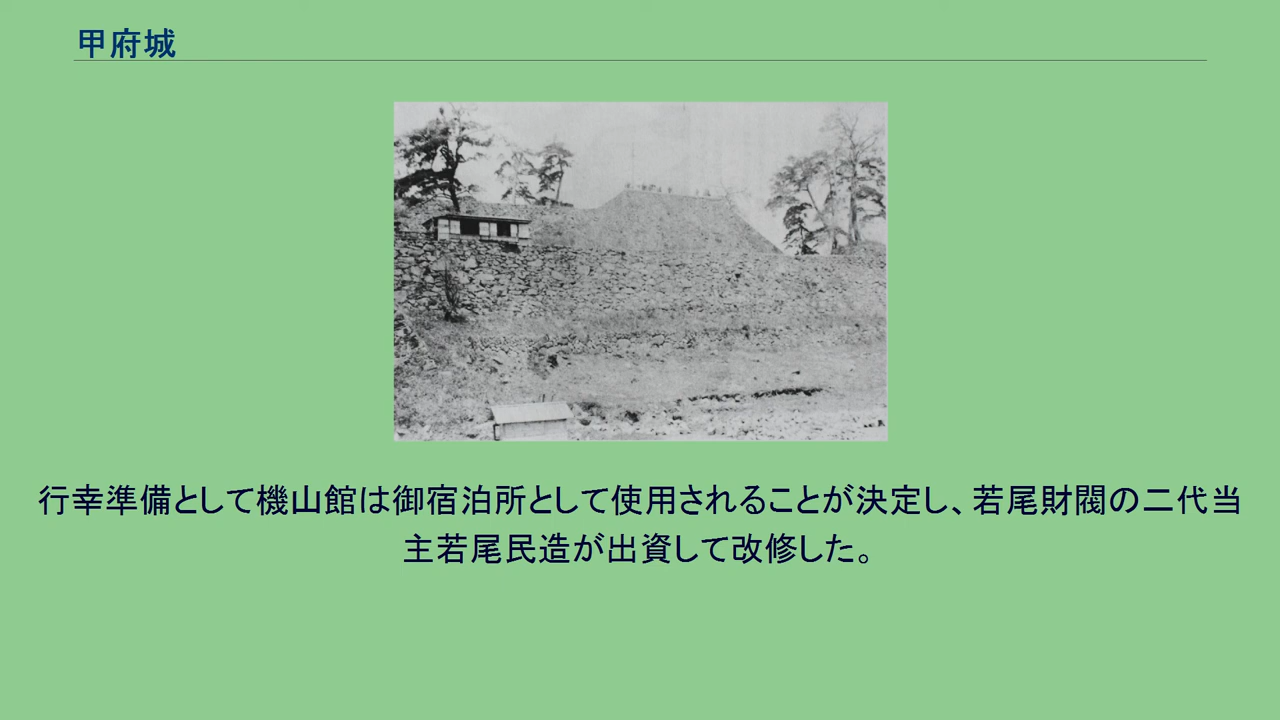 甲府城
行幸準備として機山館は御宿泊所として使用されることが決定し、若尾財閥の二代当
主若尾民造が出資して改修した。